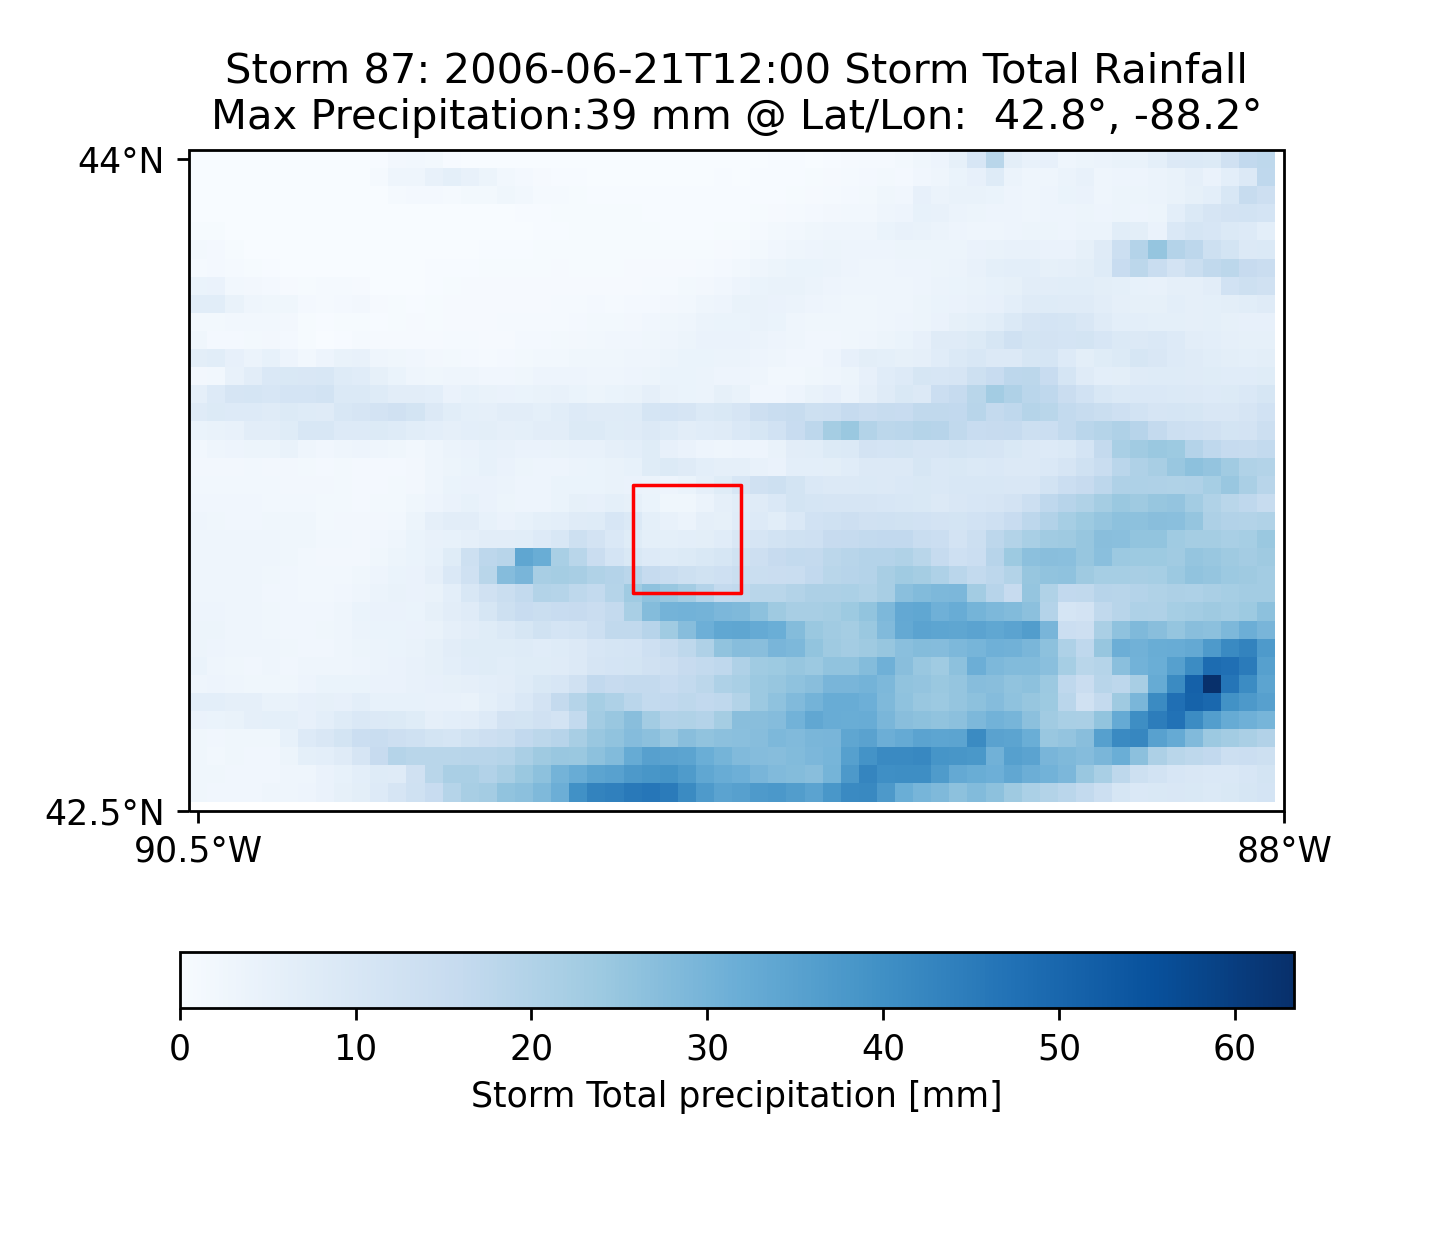 Storm 87: 2006-06-21T12:00 Storm Total Rainfall
Max Precipitation:39 mm @ Lat/Lon:  42.8°, -88.2°
44°N
42.5°N
90.5°W 88°W
0 10 20 30 40 50 60
Storm Total precipitation [mm]